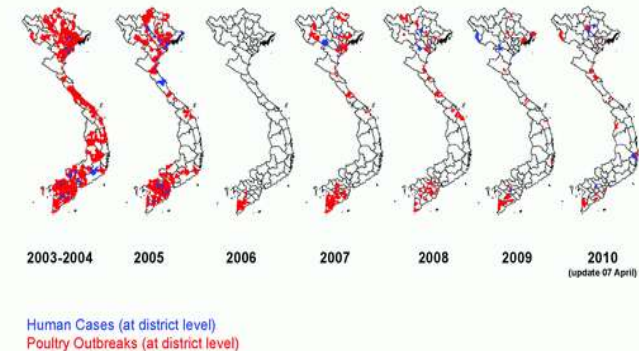 2003-2004 2005 2006 2007 2008 2009 2010
(update 07 April)
Human Cases (at district level)
Poultry Outbreaks (at district level)